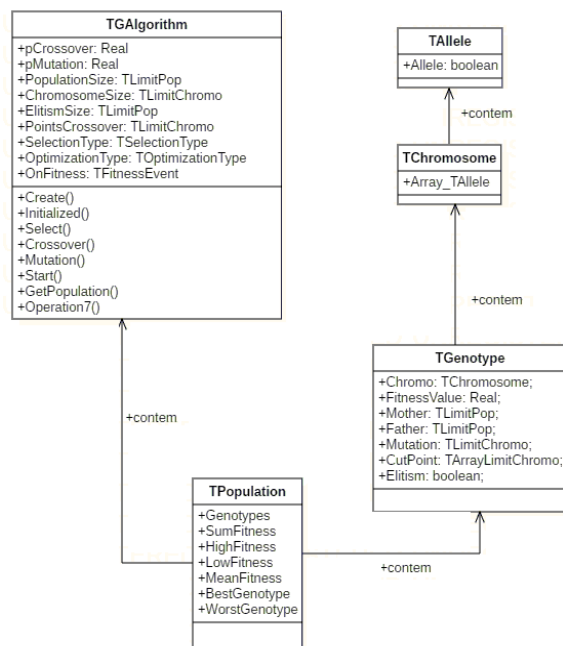 TGAlgorithm
+pCrossover: Real
+pMutation: Real
+PopulationSize: TLimitPop
+ChromosomeSize: TLimitChromo
+ElitismSize: TLimitPop
+PointsCrossover: TLimitChromo
+SelectionType: TSelectionType
+OptimizationType: TOptimizationType
+OnFitness: TFitnessEvent
+Create()
+Initialized()
+Select()
+Crossover()
+Mutation()
+Start()
+GetPopulation()
+Operation7()
TAllele
+Allele: boolean
+contem
TChromosome
+Array_TAllele
+contem
TGenotype
+Chromo: TChromosome;
+FitnessValue: Real;
+Mother: TLimitPop;
+Father: TLimitPop;
+Mutation: TLimitChromo;
+CutPoint: TArrayLimitChromo;
+Elitism: boolean;
+contem
TPopulation
+Genotypes
+SumFitness
+HighFitness
+LowFitness
+MeanFitness
+BestGenotype
+WorstGenotype
+contem